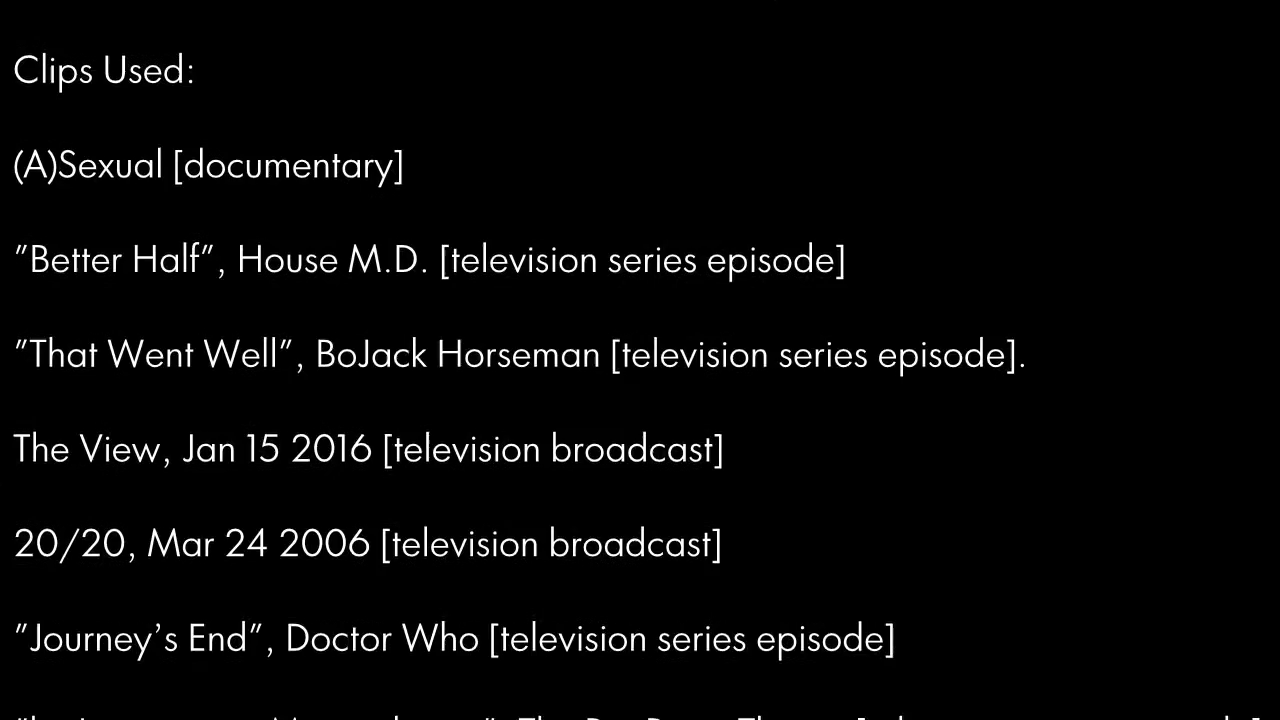 Clips Used:
(A)Sexual [documentary]
"Better Half", House M.D. [television series episode]
"That Went Well", BoJack Horseman [television series episode].
The View, Jan 15 2016 [television broadcast]
20/20, Mar 24 2006 [television broadcast]
"Journey's End", Doctor Who [television series episode]